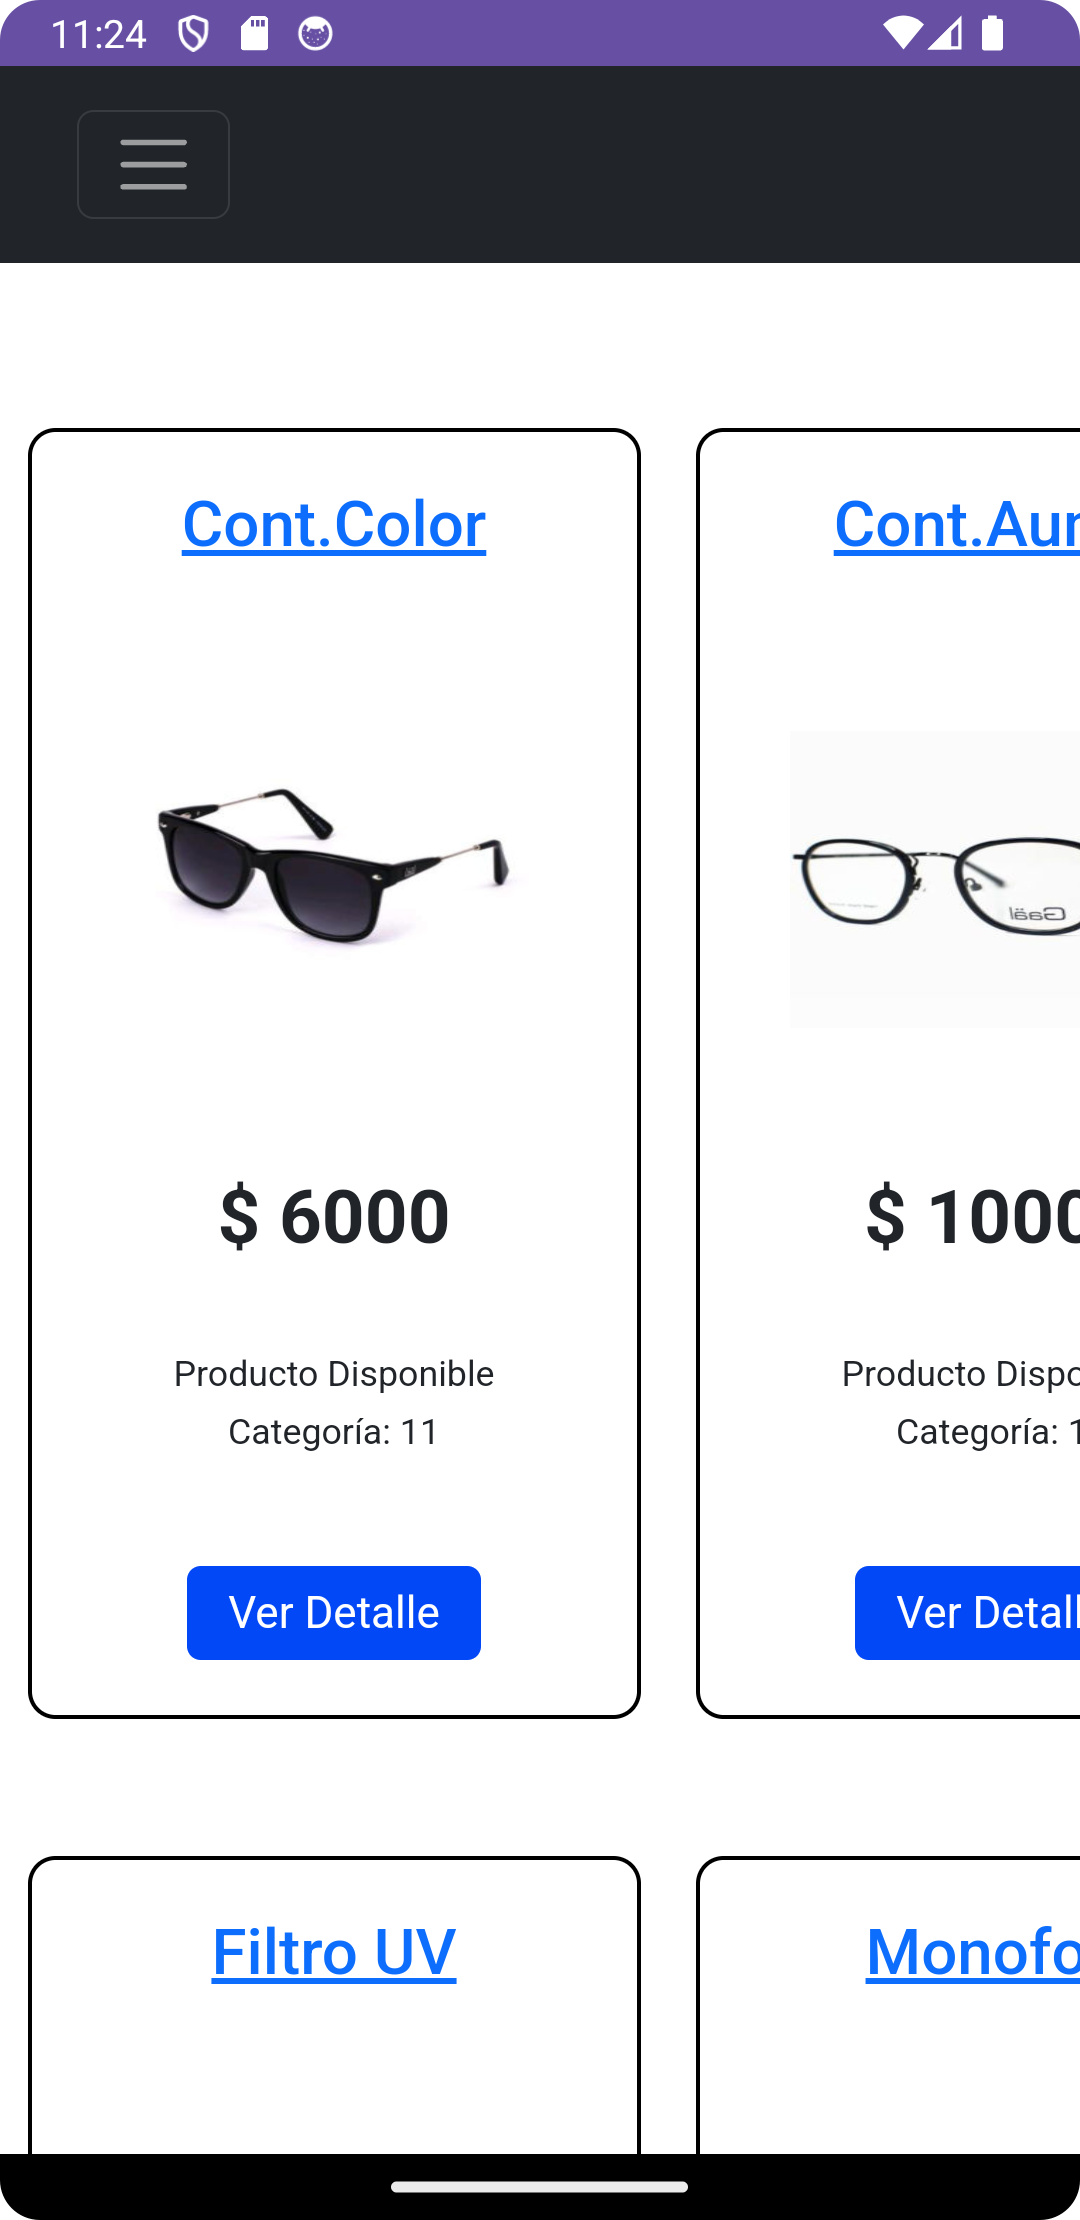 11:24
Cont.Color
Cont.Aur
Gaäl
$ 6000
$ 1000
Producto Disponible
Producto Dispo
Categoría: 11
Categoría: 1
Ver Detalle
Ver Detall
Filtro UV
Monofo